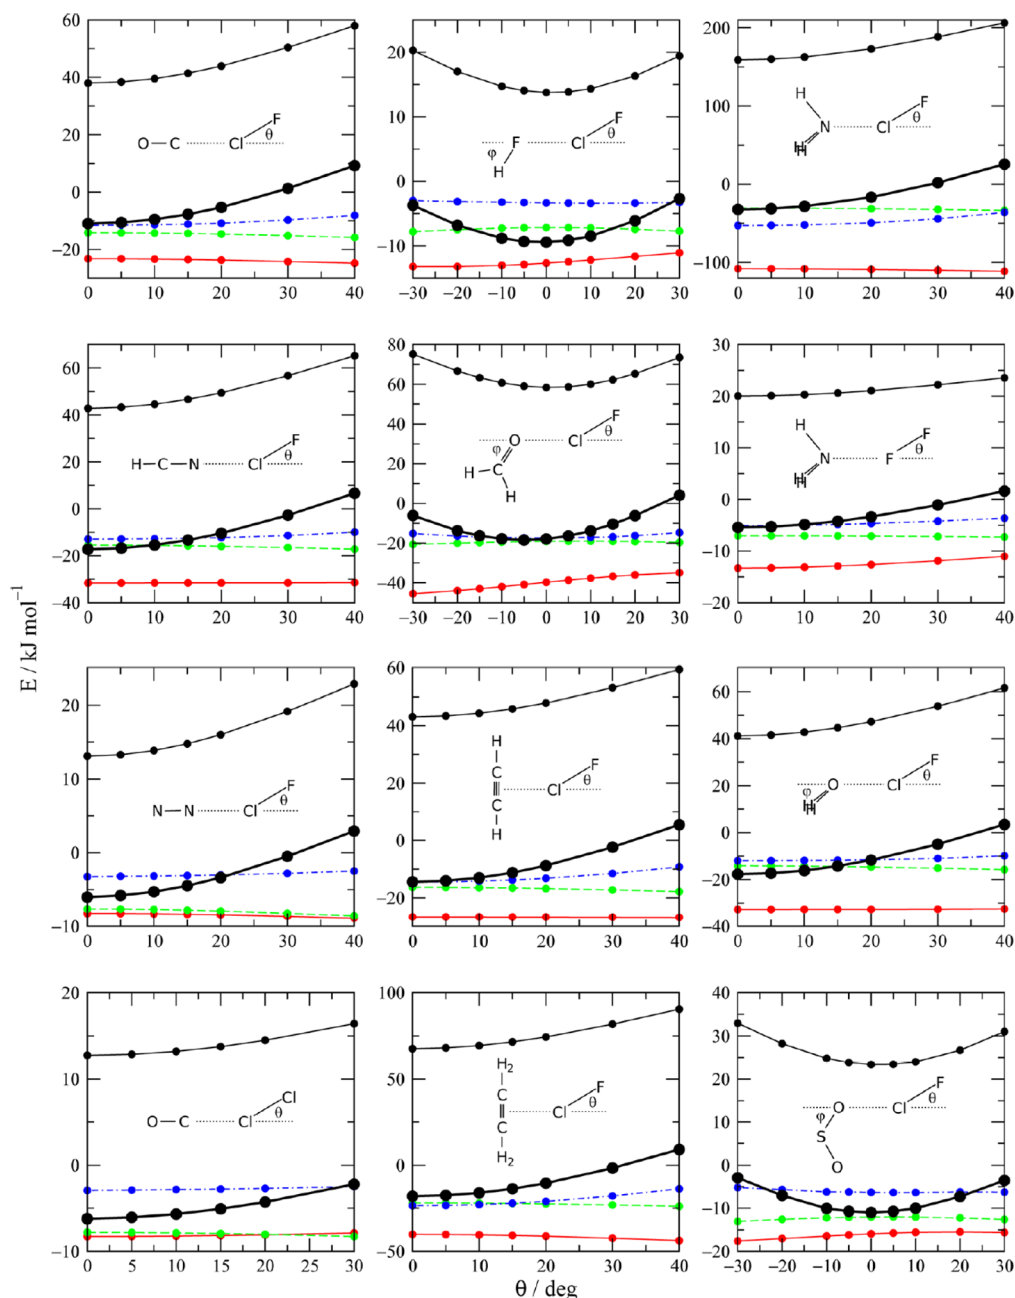 E / kJ mol⁻¹
60
40
20
0
−20
O C Cl F θ
0 10 20 30 40
20
10
0
−10
φ F H Cl F θ
−30 −20 −10 0 10 20 30
200
100
0
−100
H N H H Cl F θ
0 10 20 30 40
60
40
20
0
−20
−40
H C N Cl F θ
0 10 20 30 40
80
60
40
20
0
−20
−40
φ O C H H Cl F θ
−30 −20 −10 0 10 20 30
30
20
10
0
−10
−20
H N H H F F θ
0 10 20 30 40
20
10
0
−10
N N Cl F θ
0 10 20 30 40
60
40
20
0
−20
H C C H Cl F θ
0 10 20 30 40
60
40
20
0
−20
−40
φ O H H Cl F θ
0 10 20 30 40
20
10
0
−10
O C Cl Cl θ
0 5 10 15 20 25 30
100
50
0
−50
H₂ C C H₂ Cl F θ
0 10 20 30 40
40
30
20
10
0
−10
−20
φ O S O Cl F θ
−30 −20 −10 0 10 20 30
θ / deg